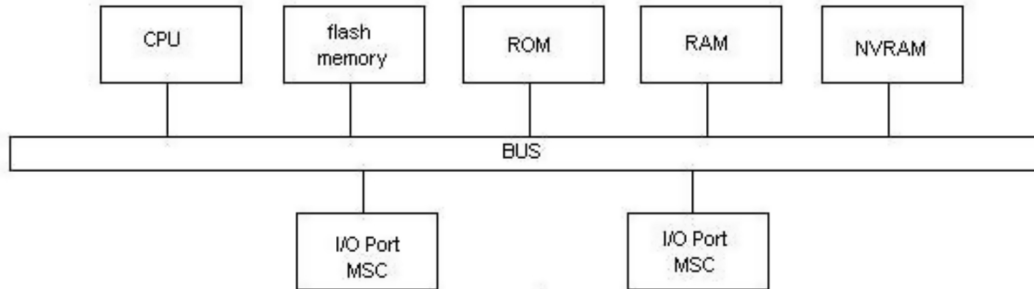 CPU
flash
memory
ROM
RAM
NVRAM
BUS
I/O Port
MSC
I/O Port
MSC